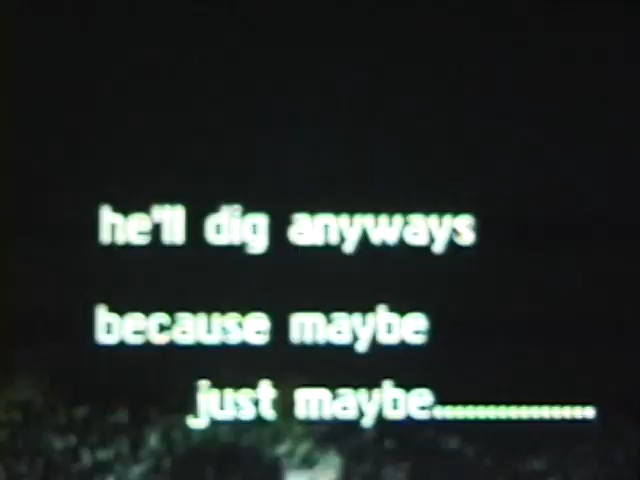 he'll dig anyways
because maybe
just maybe...............